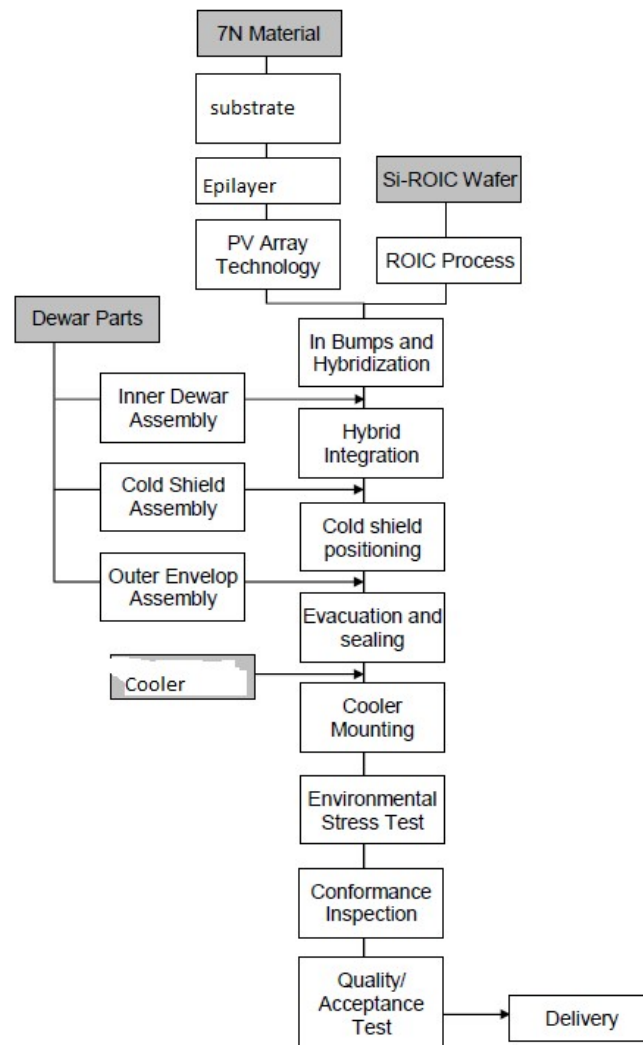 7N Material
substrate
Epilayer
Si-ROIC Wafer
PV Array
Technology
ROIC Process
Dewar Parts
In Bumps and
Hybridization
Inner Dewar
Assembly
Hybrid
Integration
Cold Shield
Assembly
Cold shield
positioning
Outer Envelop
Assembly
Evacuation and
sealing
Cooler
Cooler
Mounting
Environmental
Stress Test
Conformance
Inspection
Quality/
Acceptance
Test
Delivery